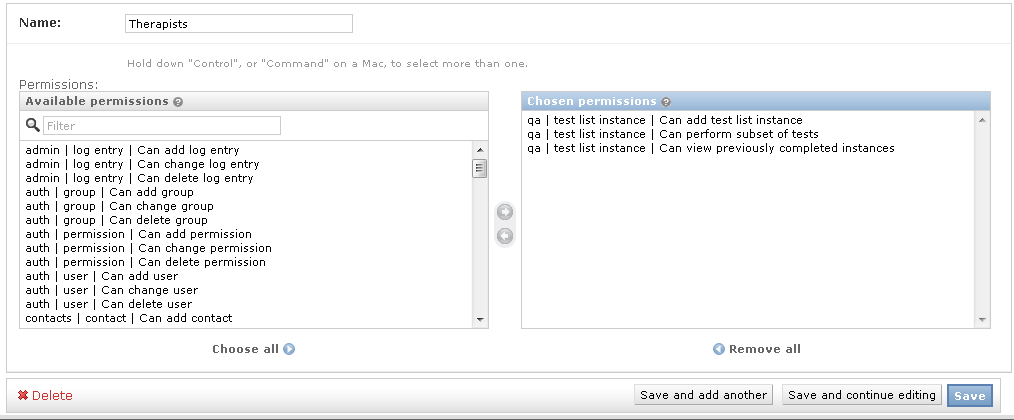 Name:
Therapists
Hold down "Control", or "Command" on a Mac, to select more than one.
Permissions:
Available permissions ?
Filter
admin | log entry | Can add log entry
admin | log entry | Can change log entry
admin | log entry | Can delete log entry
auth | group | Can add group
auth | group | Can change group
auth | group | Can delete group
auth | permission | Can add permission
auth | permission | Can change permission
auth | permission | Can delete permission
auth | user | Can add user
auth | user | Can change user
auth | user | Can delete user
contacts | contact | Can add contact
Choose all
Chosen permissions ?
qa | test list instance | Can add test list instance
qa | test list instance | Can perform subset of tests
qa | test list instance | Can view previously completed instances
Remove all
Delete
Save and add another
Save and continue editing
Save